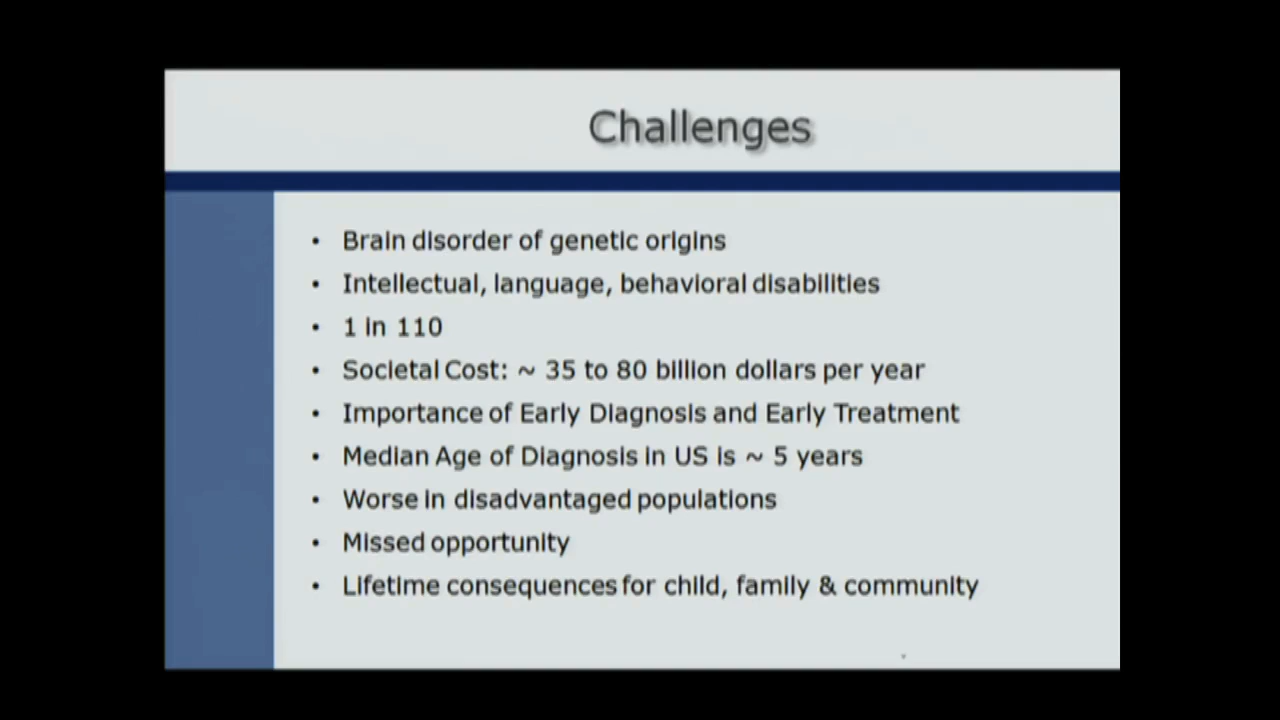 Challenges
• Brain disorder of genetic origins
• Intellectual, language, behavioral disabilities
• 1 in 110
• Societal Cost: ~ 35 to 80 billion dollars per year
• Importance of Early Diagnosis and Early Treatment
• Median Age of Diagnosis in US is ~ 5 years
• Worse in disadvantaged populations
• Missed opportunity
• Lifetime consequences for child, family & community